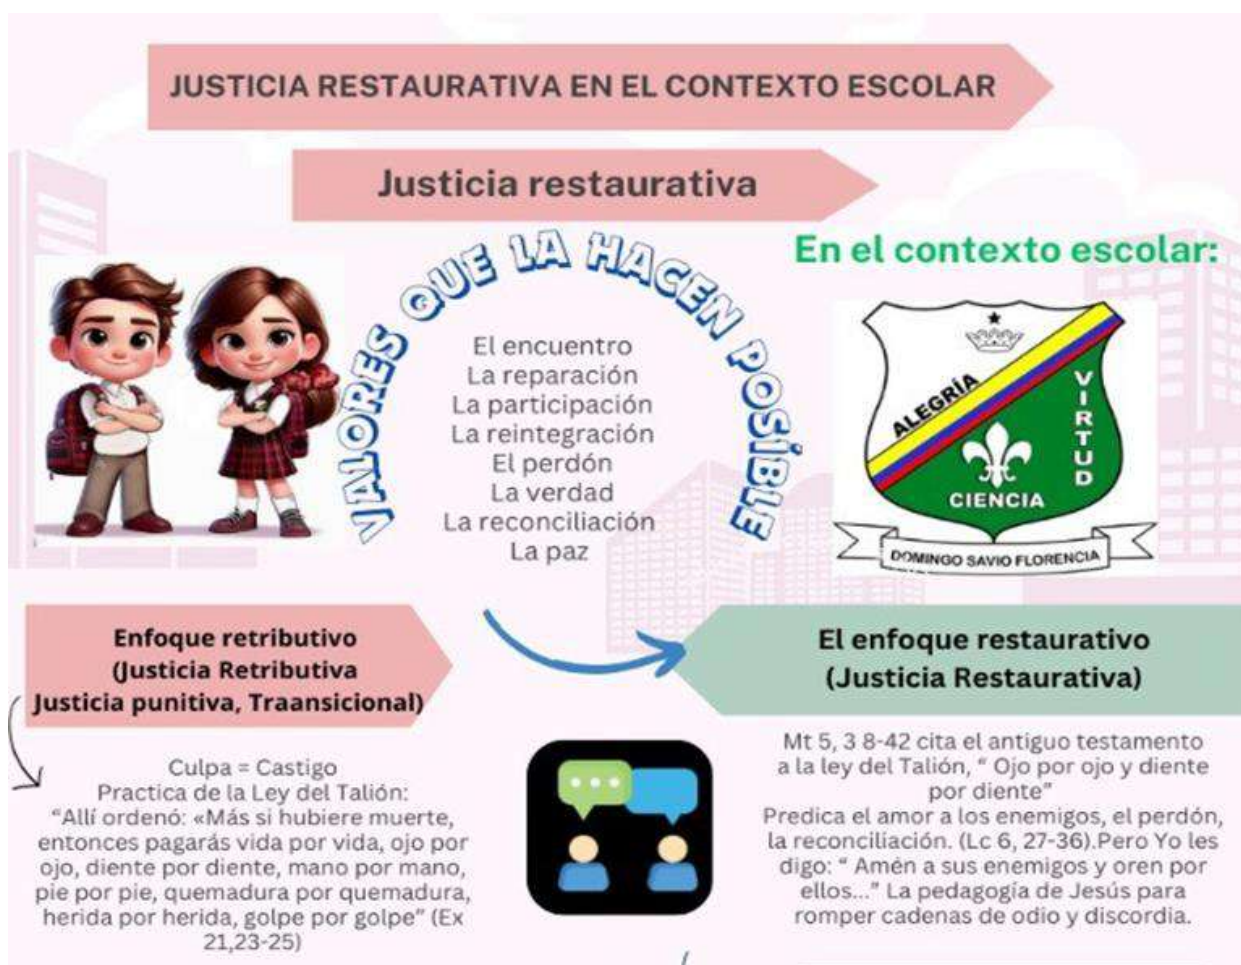 JUSTICIA RESTAURATIVA EN EL CONTEXTO ESCOLAR
Justicia restaurativa
VALORES QUE LA HACEN POSÍBLE
El encuentro
La reparación
La participación
La reintegración
El perdón
La verdad
La reconciliación
La paz
En el contexto escolar:
ALEGRÍA
VIRTUD
CIENCIA
DOMINGO SAVIO FLORENCIA
Enfoque retributivo
(Justicia Retributiva
Justicia punitiva, Traansicional)
Culpa = Castigo
Practica de la Ley del Talión:
“Allí ordenó: «Más si hubiere muerte,
entonces pagarás vida por vida, ojo por
ojo, diente por diente, mano por mano,
pie por pie, quemadura por quemadura,
herida por herida, golpe por golpe” (Ex
21,23-25)
El enfoque restaurativo
(Justicia Restaurativa)
Mt 5, 3 8-42 cita el antiguo testamento
a la ley del Talión, “ Ojo por ojo y diente
por diente”
Predica el amor a los enemigos, el perdón,
la reconciliación. (Lc 6, 27-36).Pero Yo les
digo: “ Amén a sus enemigos y oren por
ellos...” La pedagogía de Jesús para
romper cadenas de odio y discordia.